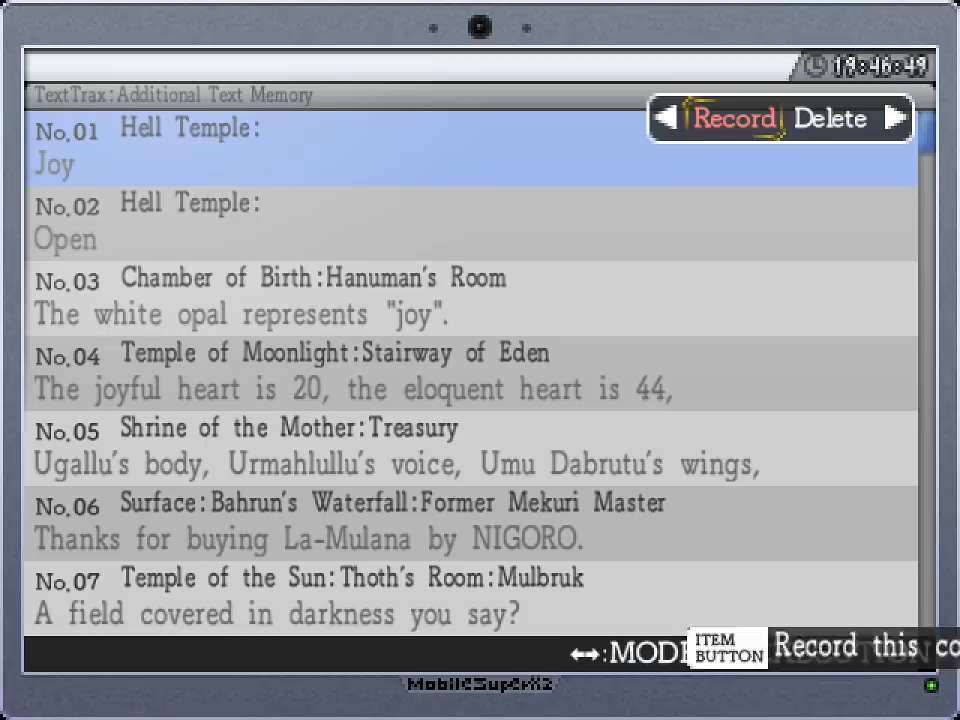 19:46:49
TextTrax:Additional Text Memory
Record Delete
No.01 Hell Temple:
Joy
No.02 Hell Temple:
Open
No.03 Chamber of Birth:Hanuman's Room
The white opal represents "joy".
No.04 Temple of Moonlight:Stairway of Eden
The joyful heart is 20, the eloquent heart is 44,
No.05 Shrine of the Mother:Treasury
Ugallu's body, Urmahlullu's voice, Umu Dabrutu's wings,
No.06 Surface:Bahrun's Waterfall:Former Mekuri Master
Thanks for buying La-Mulana by NIGORO.
No.07 Temple of the Sun:Thoth's Room:Mulbruk
A field covered in darkness you say?
:MOD ITEM BUTTON Record this co
MobileSuperX2